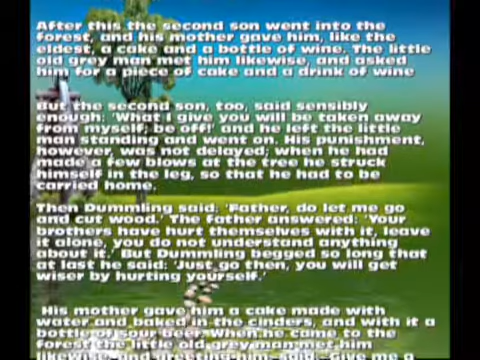 After this the second son went into the
forest, and his mother gave him, like the
eldest, a cake and a bottle of wine. The little
old grey man met him likewise, and asked
him for a piece of cake and a drink of wine
But the second son, too, said sensibly
enough: 'What I give you will be taken away
from myself; be off!' and he left the little
man standing and went on. His punishment,
however, was not delayed; when he had
made a few blows at the tree he struck
himself in the leg, so that he had to be
carried home.
Then Dummling said: 'Father, do let me go
and cut wood.' The father answered: 'Your
brothers have hurt themselves with it, leave
it alone, you do not understand anything
about it.' But Dummling begged so long that
at last he said: 'Just go then, you will get
wiser by hurting yourself.'
His mother gave him a cake made with
water and baked in the cinders, and with it a
bottle of sour beer. When he came to the
forest the little old grey man met him
likewise, and greeting him, said: 'Give me a